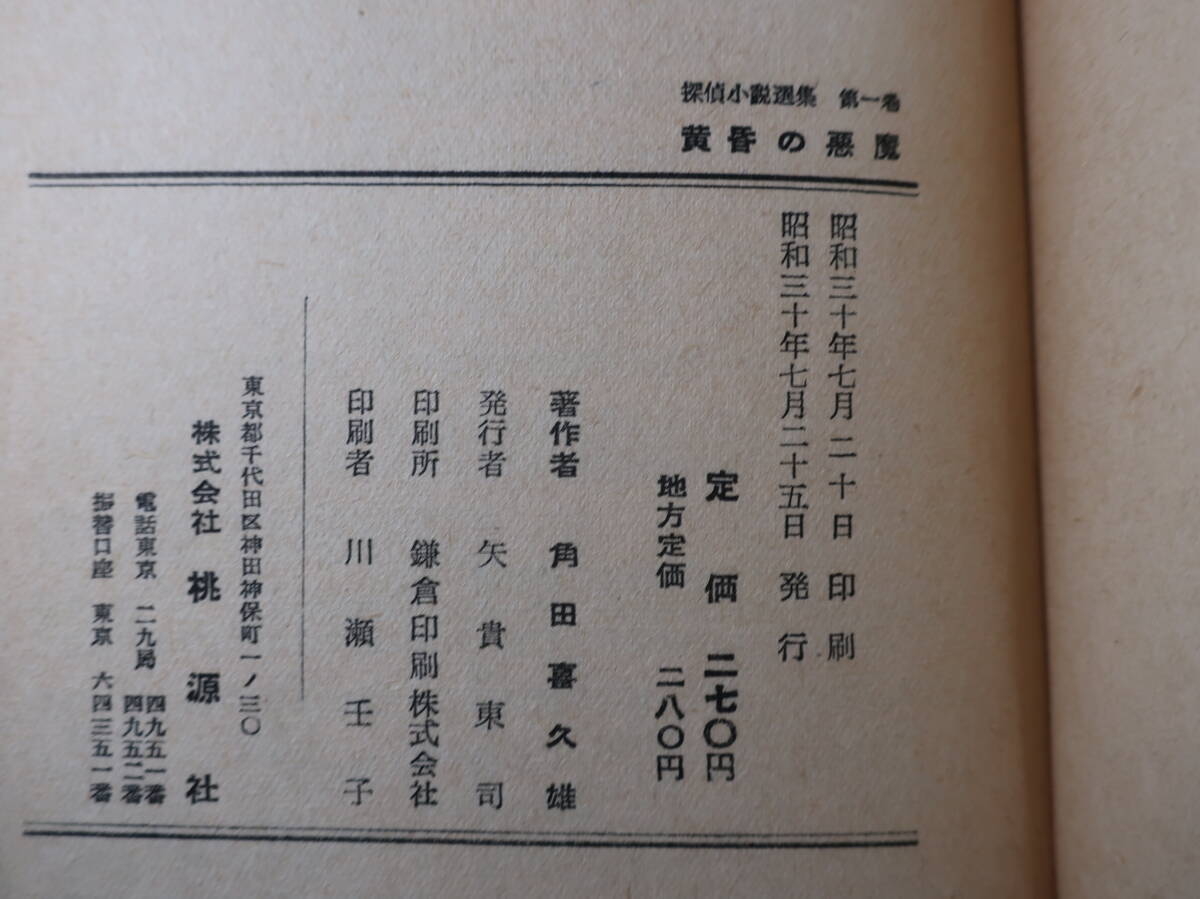 探偵小説選集 第一巻
黄昏の悪魔
昭和三十年七月二十日 印刷
昭和三十年七月二十五日 発行
定価 二七〇円
地方定価 二八〇円
著作者 角田喜久雄
発行者 矢貴東司
印刷所 鎌倉印刷株式会社
印刷者 川瀬壬子
東京都千代田区神田神保町一ノ三〇
株式会社 桃源社
電話東京 二九局 四九五一番
四九五二番
振替口座 東京 六四三五一番